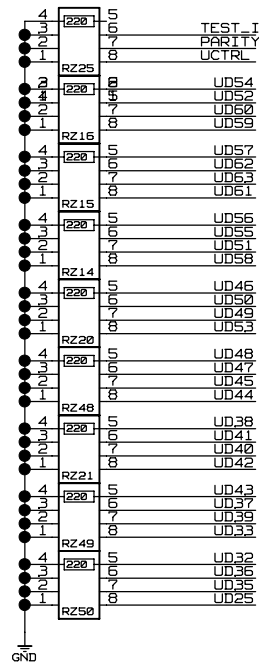 4 220 5
3 6 TEST_I
2 7 PARITY
1 8 UCTRL
RZ25
220 UD54
UD52
2 7 UD60
1 8 UD59
RZ16
4 220 5 UD57
3 6 UD62
2 7 UD63
1 8 UD61
RZ15
4 220 5 UD56
3 6 UD55
2 7 UD51
1 8 UD58
RZ14
4 220 5 UD46
3 6 UD50
2 7 UD49
1 8 UD53
RZ20
4 220 5 UD48
3 6 UD47
2 7 UD45
1 8 UD44
RZ48
4 220 5 UD38
3 6 UD41
2 7 UD40
1 8 UD42
RZ21
4 220 5 UD43
3 6 UD37
2 7 UD39
1 8 UD33
RZ49
4 220 5 UD32
3 6 UD36
2 7 UD35
1 8 UD25
RZ50
GND